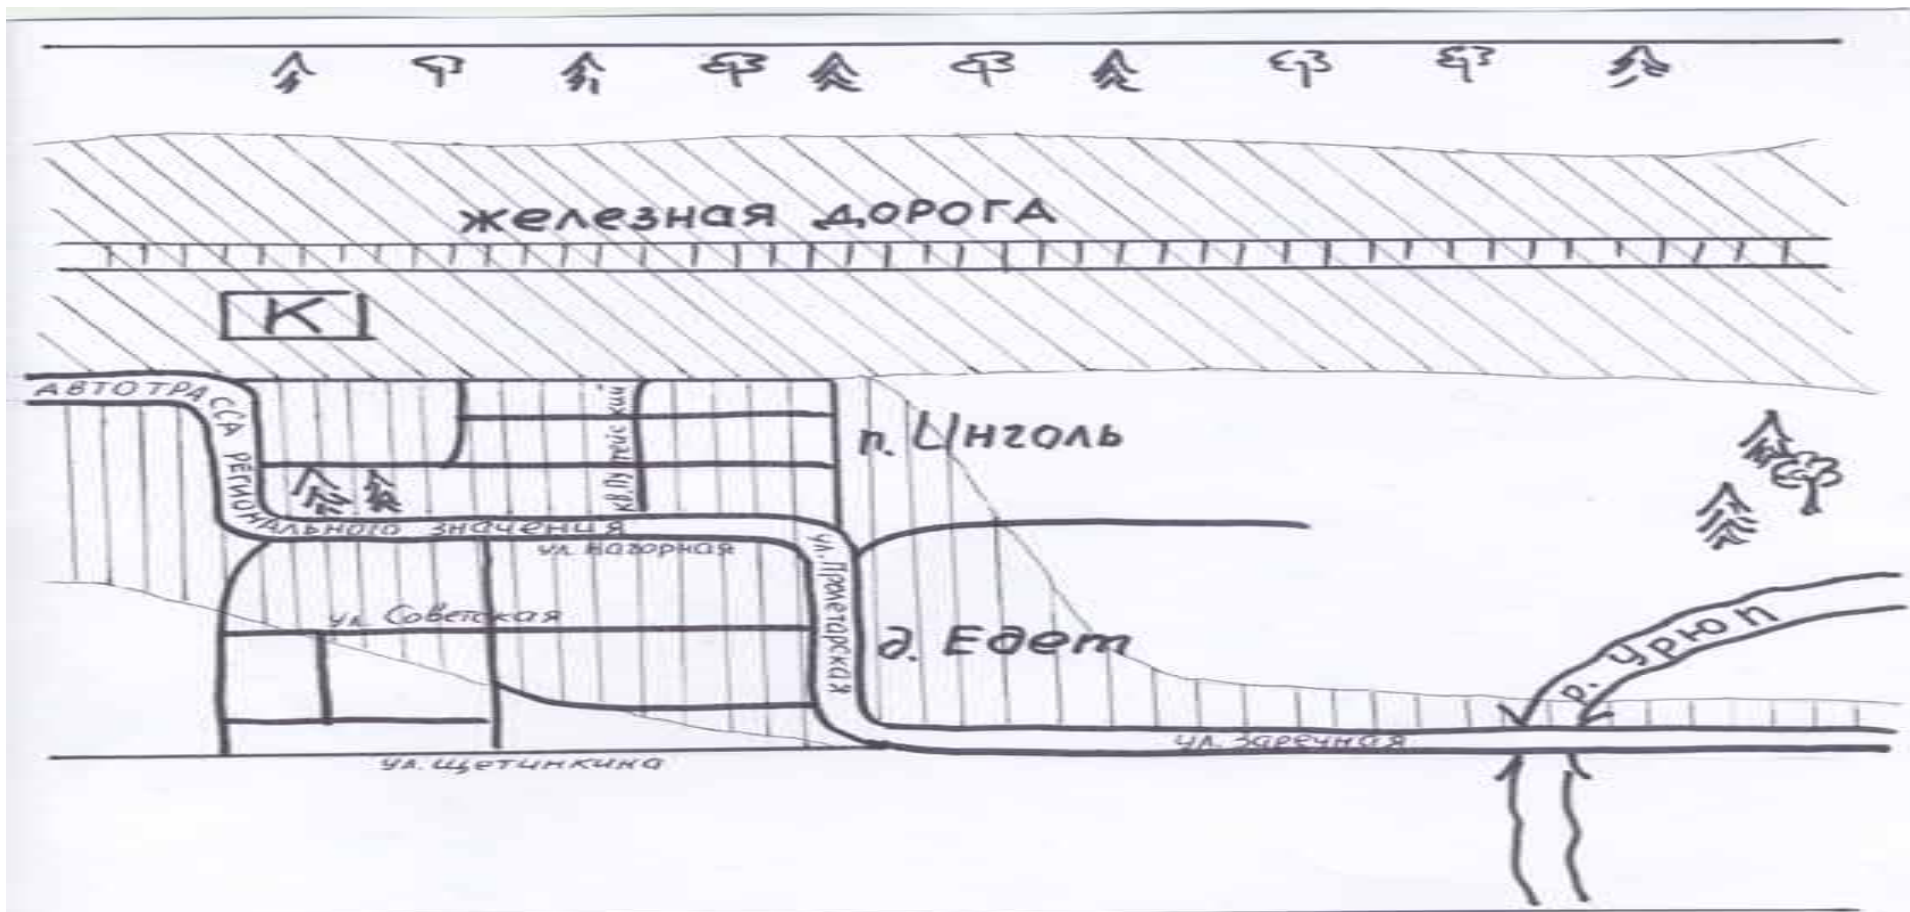 железная ДОРОГА
К
АВТОТРАССА РЕГИОНАЛЬНОГО ЗНАЧЕНИЯ
кв. Путейский
п. Инголь
ул. Нагорная
ул. Пролетарская
ул. Советская
д. Едет
р. Урюп
ул. Заречная
ул. Щетинкина